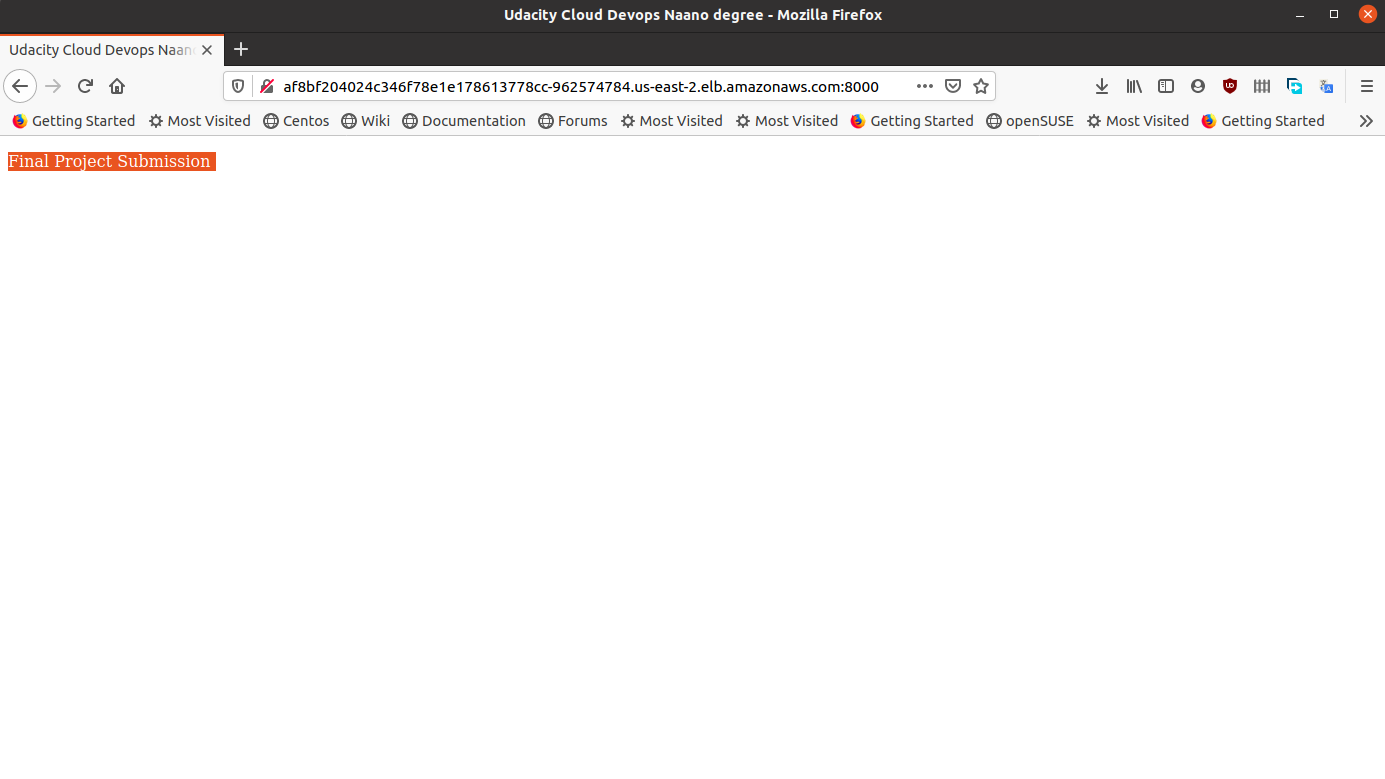 Udacity Cloud Devops Naano degree - Mozilla Firefox
Udacity Cloud Devops Naan
af8bf204024c346f78e1e178613778cc-962574784.us-east-2.elb.amazonaws.com:8000
Getting Started Most Visited Centos Wiki Documentation Forums Most Visited Most Visited Getting Started openSUSE Most Visited Getting Started
Final Project Submission